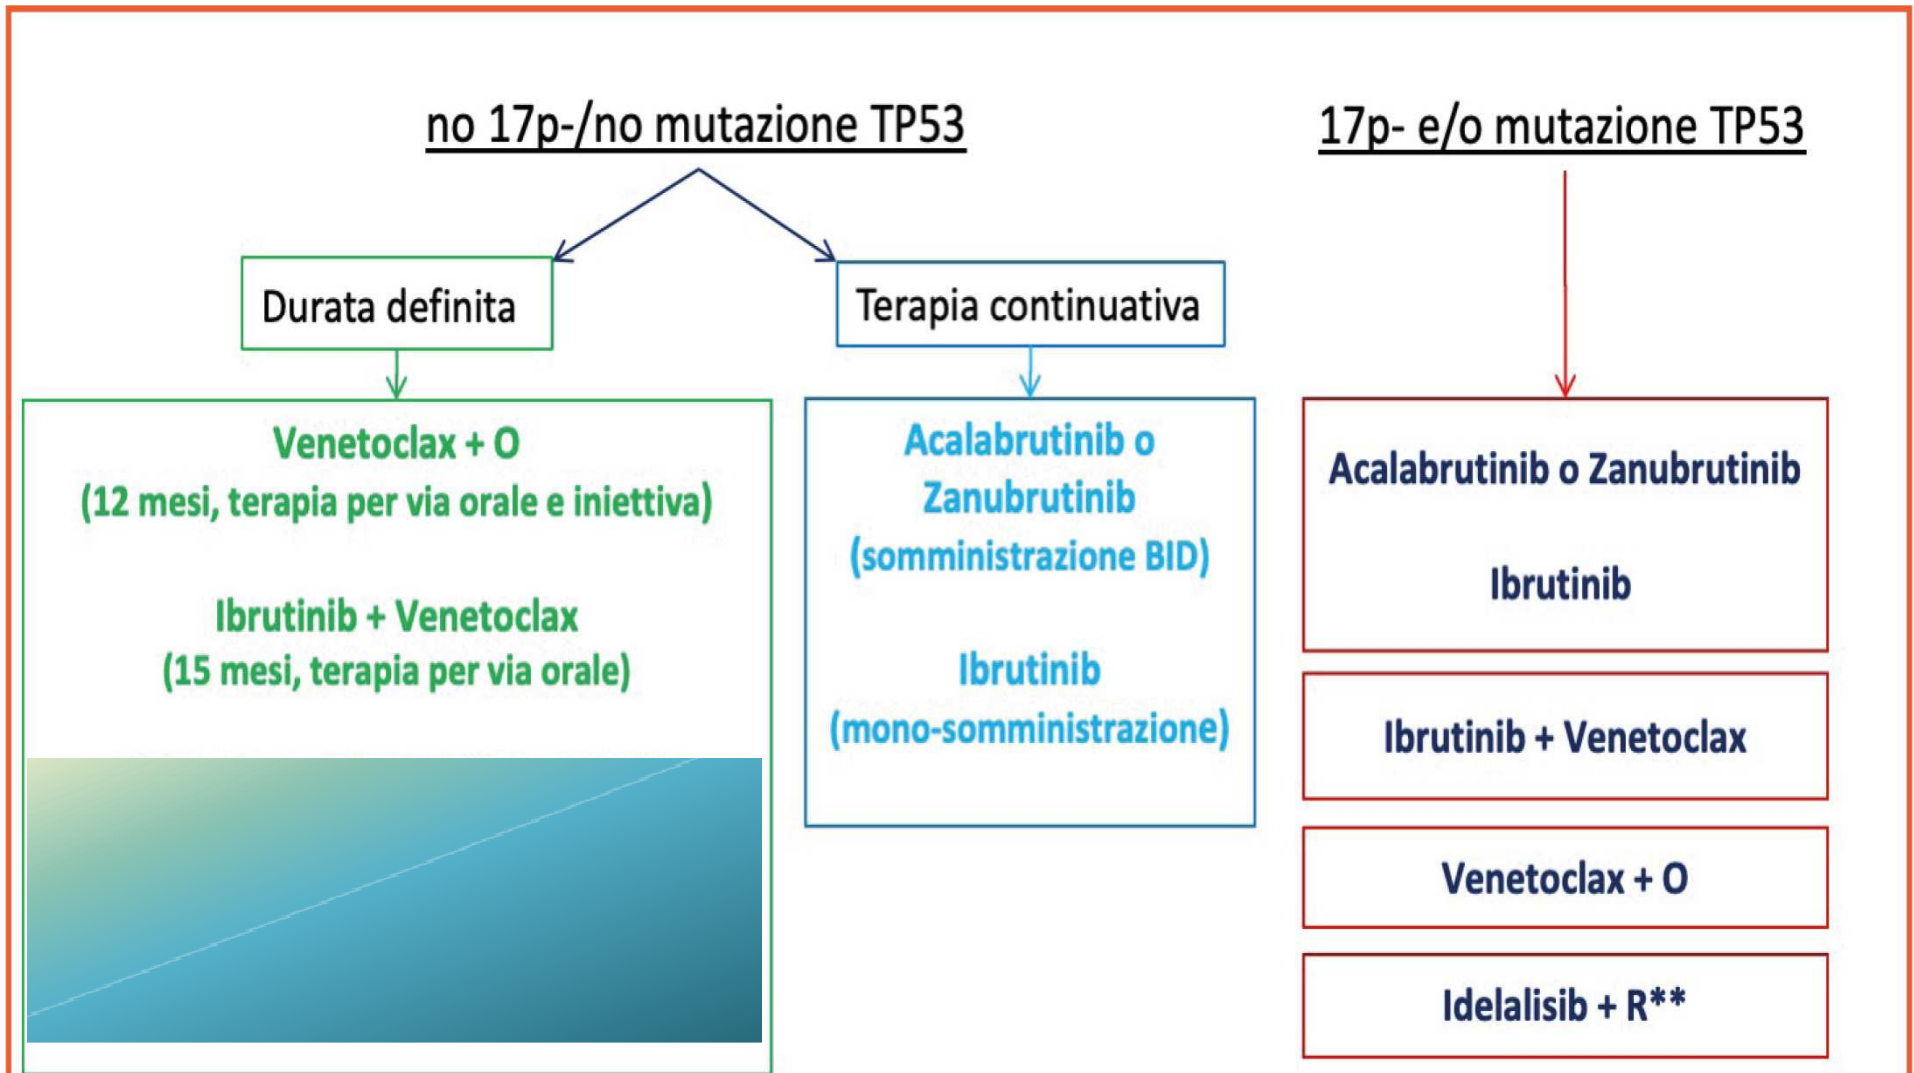 no 17p-/no mutazione TP53
17p- e/o mutazione TP53
Durata definita
Terapia continuativa
Venetoclax + O
(12 mesi, terapia per via orale e iniettiva)
Ibrutinib + Venetoclax
(15 mesi, terapia per via orale)
Acalabrutinib o
Zanubrutinib
(somministrazione BID)
Ibrutinib
(mono-somministrazione)
Acalabrutinib o Zanubrutinib
Ibrutinib
Ibrutinib + Venetoclax
Venetoclax + O
Idelalisib + R**